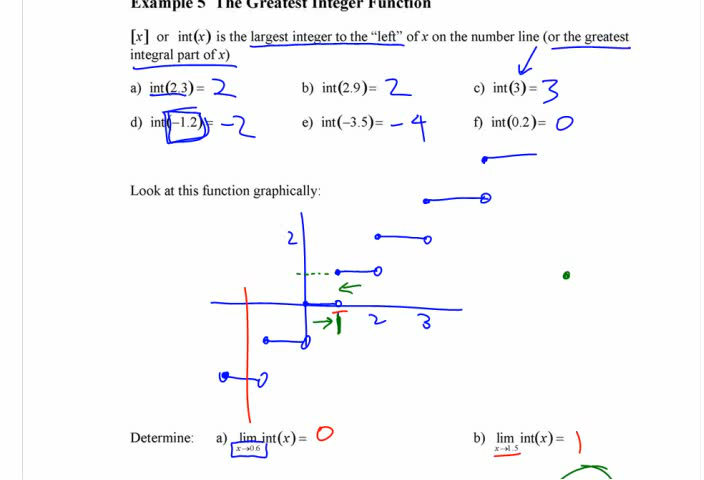 Example 5 The Greatest Integer Function
[x] or int(x) is the largest integer to the “left” of x on the number line (or the greatest
integral part of x)
a) int(2.3)= 2 b) int(2.9)= 2 c) int(3)= 3
d) int(−1.2)= -2 e) int(−3.5)= -4 f) int(0.2)= 0
Look at this function graphically:
2
1 2 3
Determine: a) lim int(x)= 0 b) lim int(x)= 1
x→0.6 x→1.5